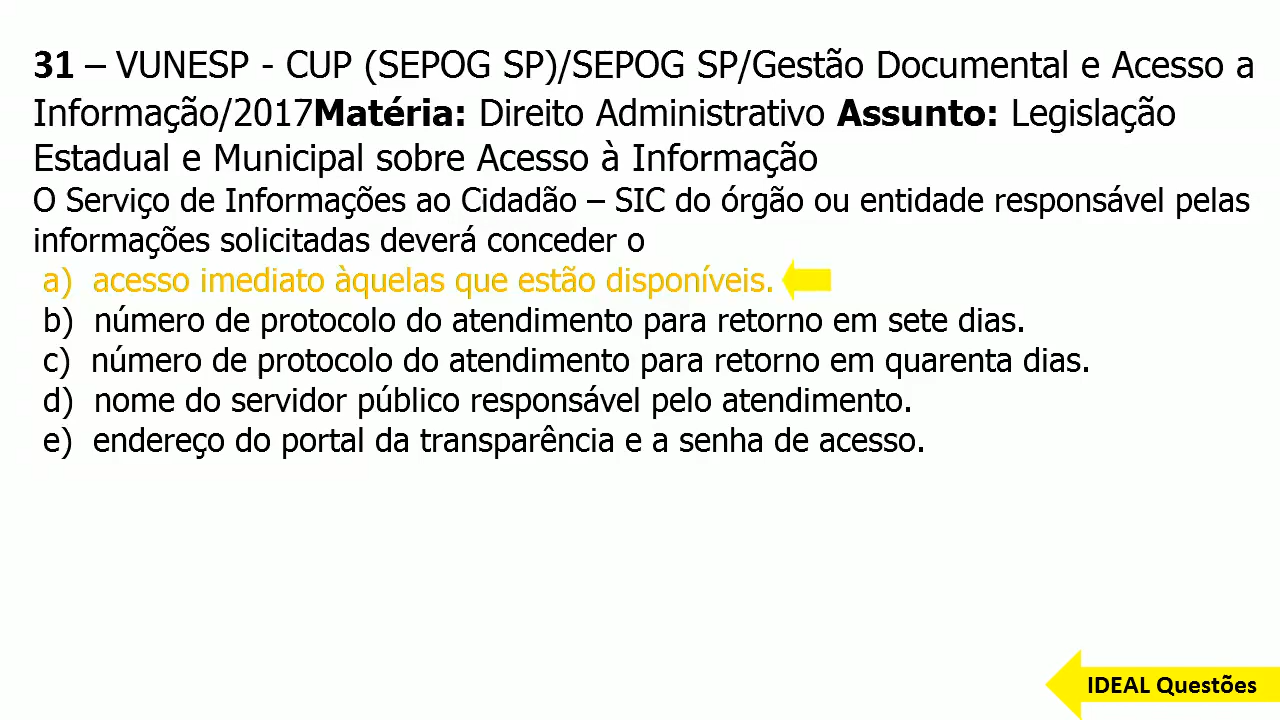 31 – VUNESP - CUP (SEPOG SP)/SEPOG SP/Gestão Documental e Acesso a
Informação/2017Matéria: Direito Administrativo Assunto: Legislação
Estadual e Municipal sobre Acesso à Informação
O Serviço de Informações ao Cidadão – SIC do órgão ou entidade responsável pelas
informações solicitadas deverá conceder o
a) acesso imediato àquelas que estão disponíveis.
b) número de protocolo do atendimento para retorno em sete dias.
c) número de protocolo do atendimento para retorno em quarenta dias.
d) nome do servidor público responsável pelo atendimento.
e) endereço do portal da transparência e a senha de acesso.
IDEAL Questões